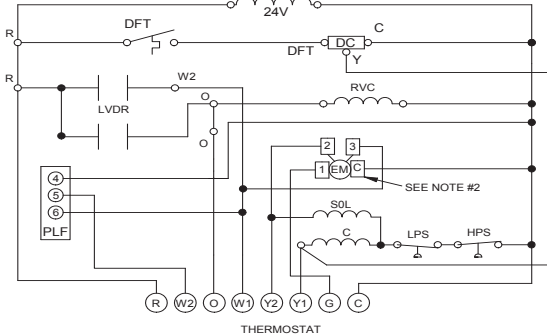 24V
DFT
C
R
DFT
DC
Y
Y
R
W2
LVDR
O
RVC
O
2
3
4
1
EM
C
SEE NOTE #2
5
6
S0L
PLF
C
LPS
HPS
R
W2
O
W1
Y2
Y1
G
C
THERMOSTAT